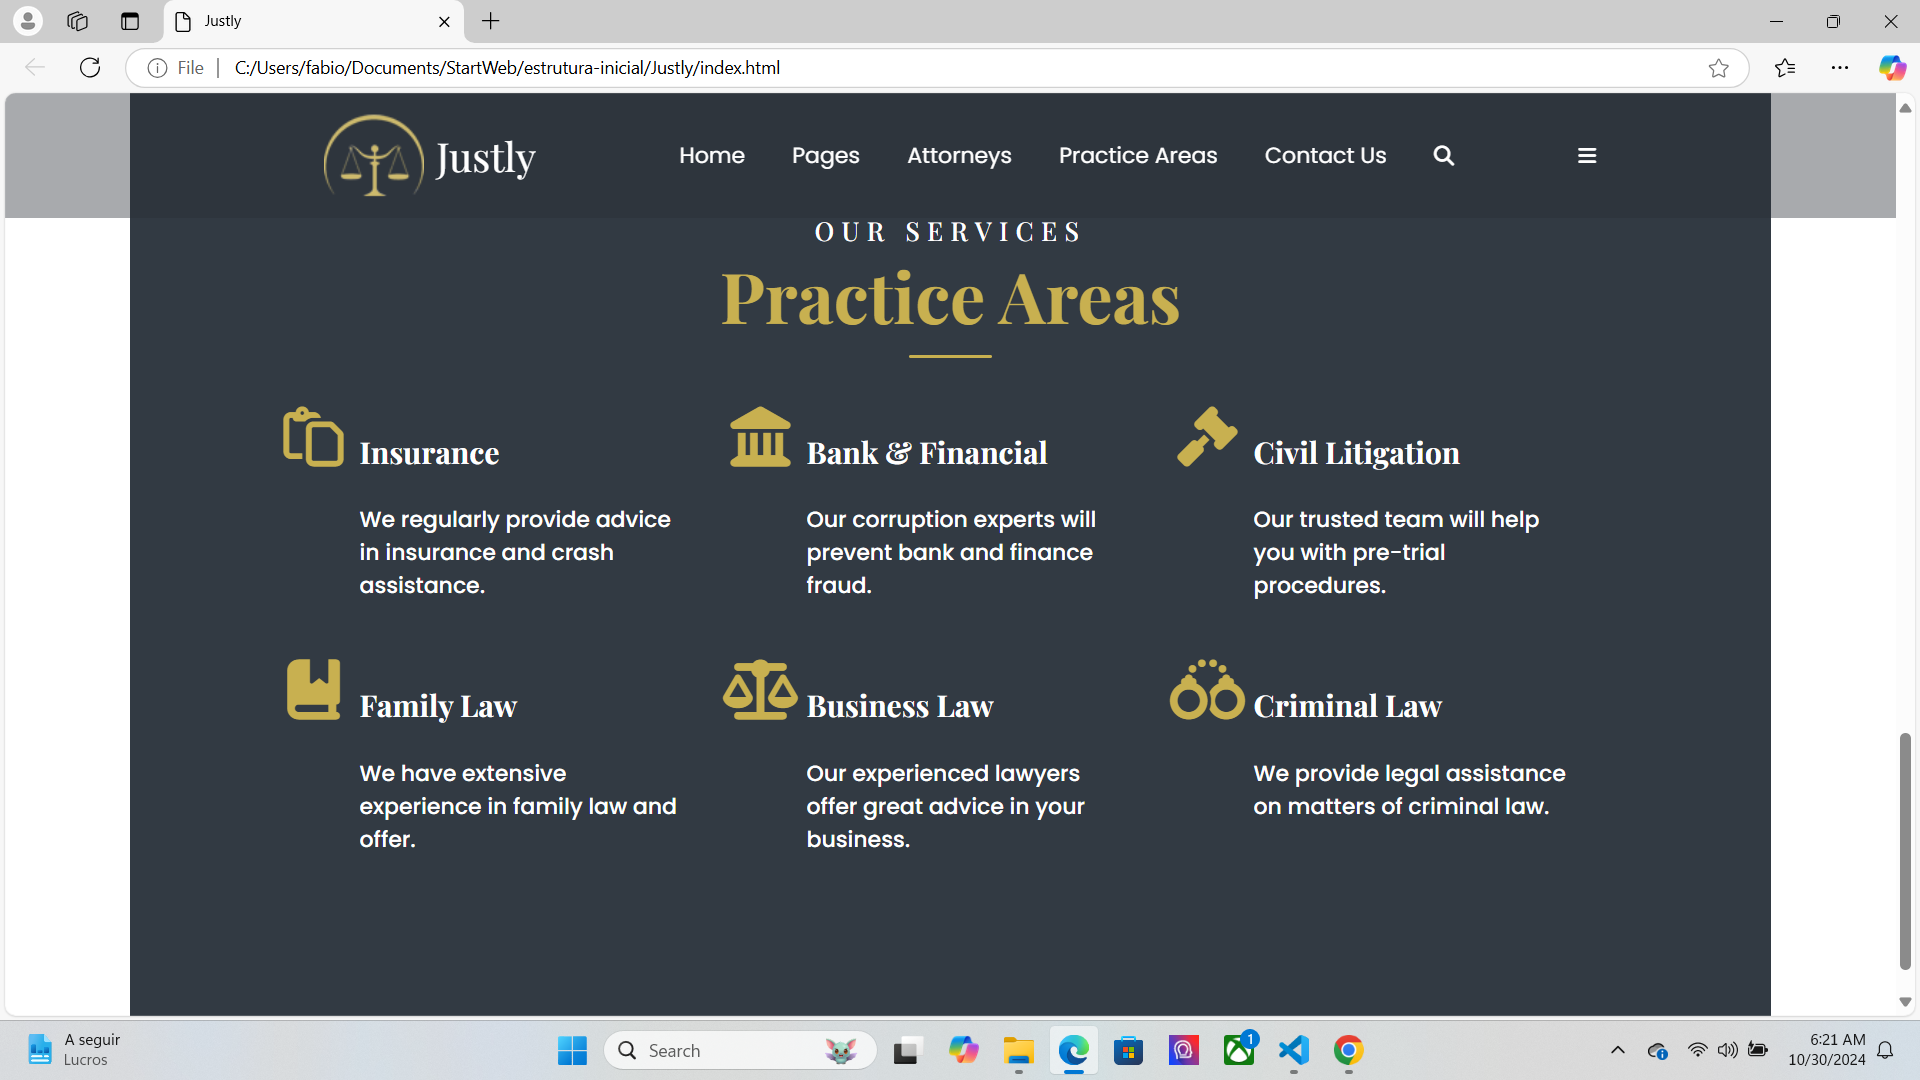 Justly
File
C:/Users/fabio/Documents/StartWeb/estrutura-inicial/Justly/index.html
Justly
Home
Pages
Attorneys
Practice Areas
Contact Us
OUR SERVICES
Practice Areas
Insurance
We regularly provide advice
in insurance and crash
assistance.
Bank & Financial
Our corruption experts will
prevent bank and finance
fraud.
Civil Litigation
Our trusted team will help
you with pre-trial
procedures.
Family Law
We have extensive
experience in family law and
offer.
Business Law
Our experienced lawyers
offer great advice in your
business.
Criminal Law
We provide legal assistance
on matters of criminal law.
A seguir
Lucros
Search
1
6:21 AM
10/30/2024